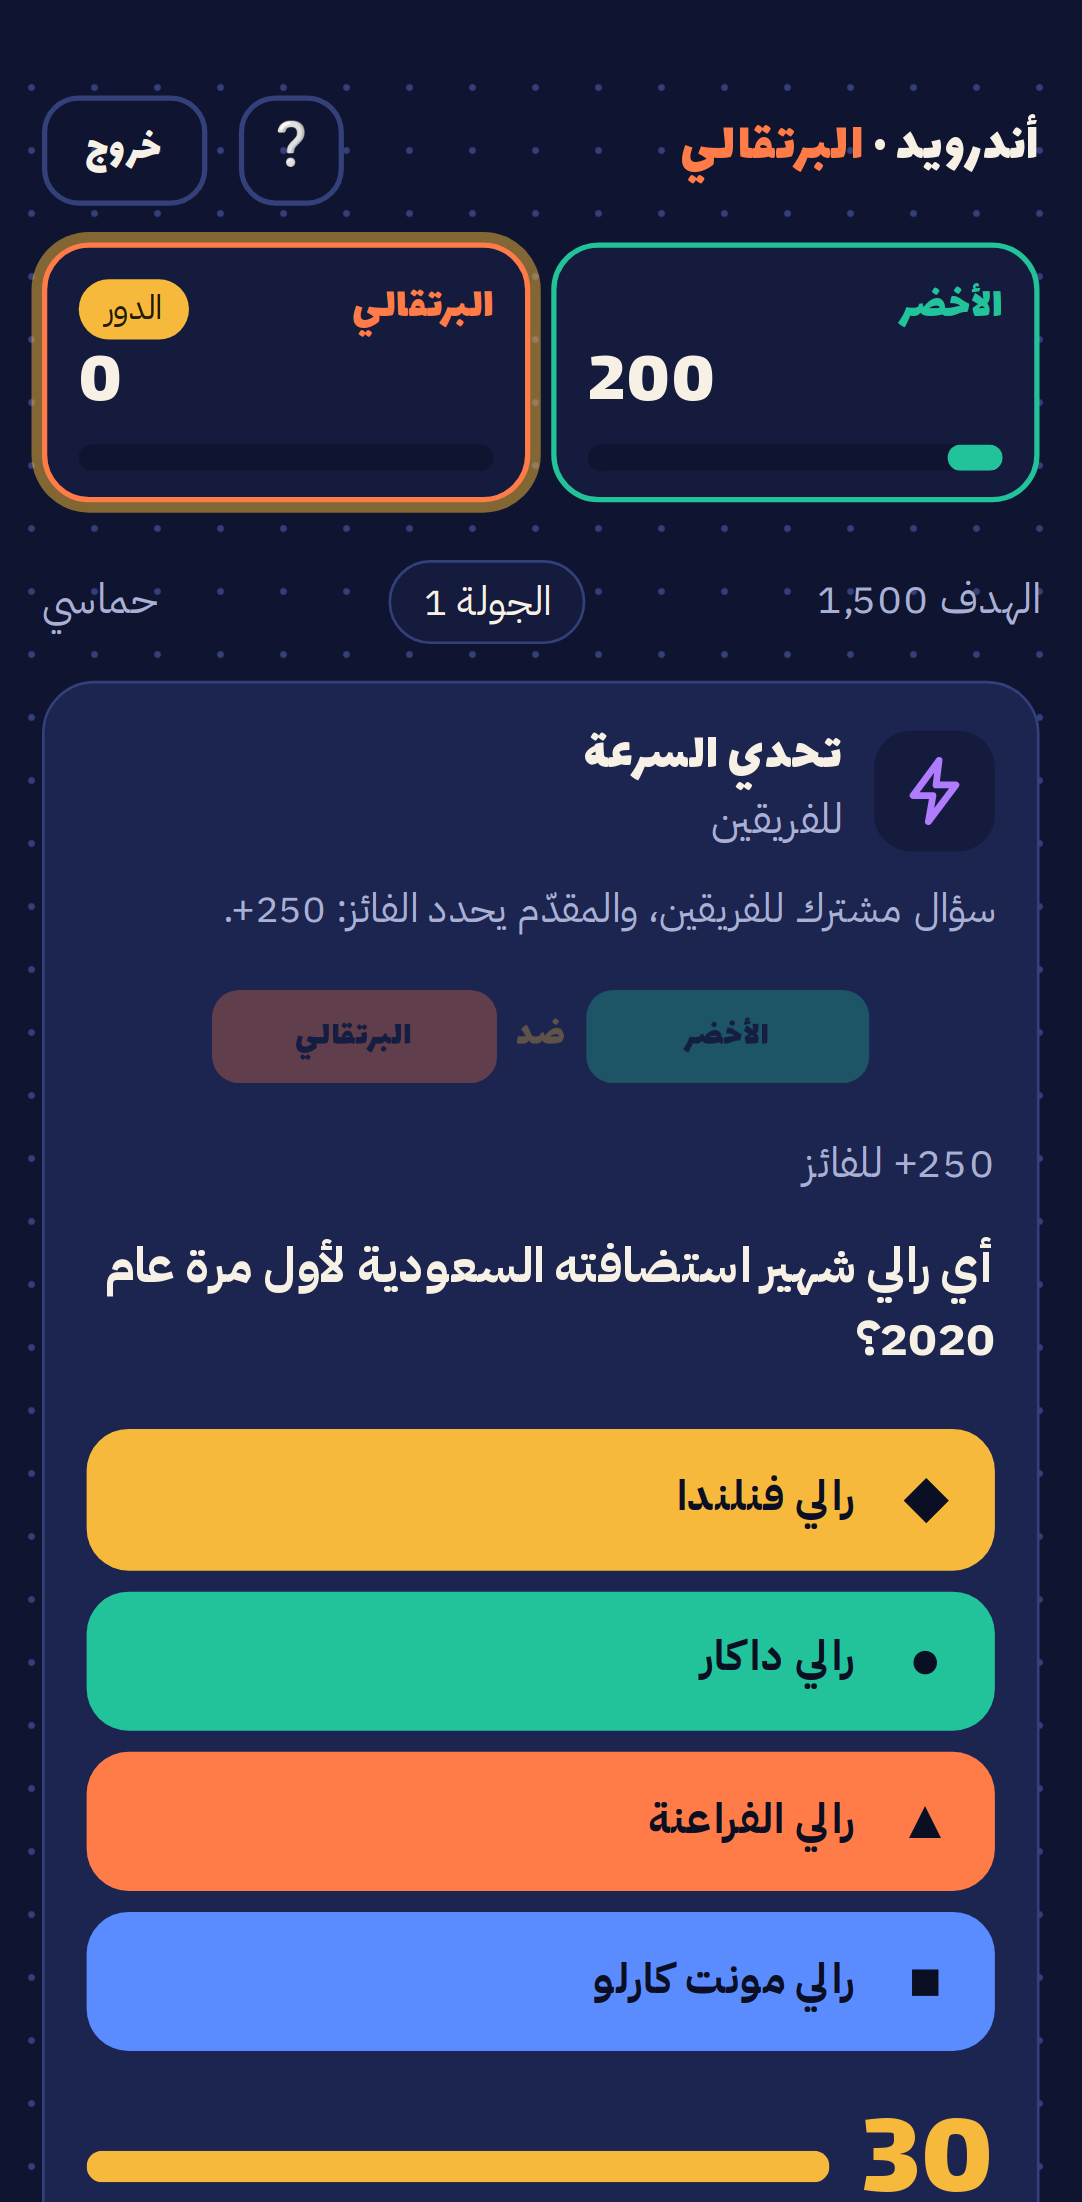 أندرويد · البرتقالي
?
خروج
الأخضر
200
البرتقالي
الدور
0
الهدف 1,500
الجولة 1
حماسي
تحدي السرعة
للفريقين
سؤال مشترك للفريقين، والمقدّم يحدد الفائز: 250+.
الأخضر
ضد
البرتقالي
250+ للفائز
أي رالي شهير استضافته السعودية لأول مرة عام
2020؟
رالي فنلندا
رالي داكار
رالي الفراعنة
رالي مونت كارلو
30